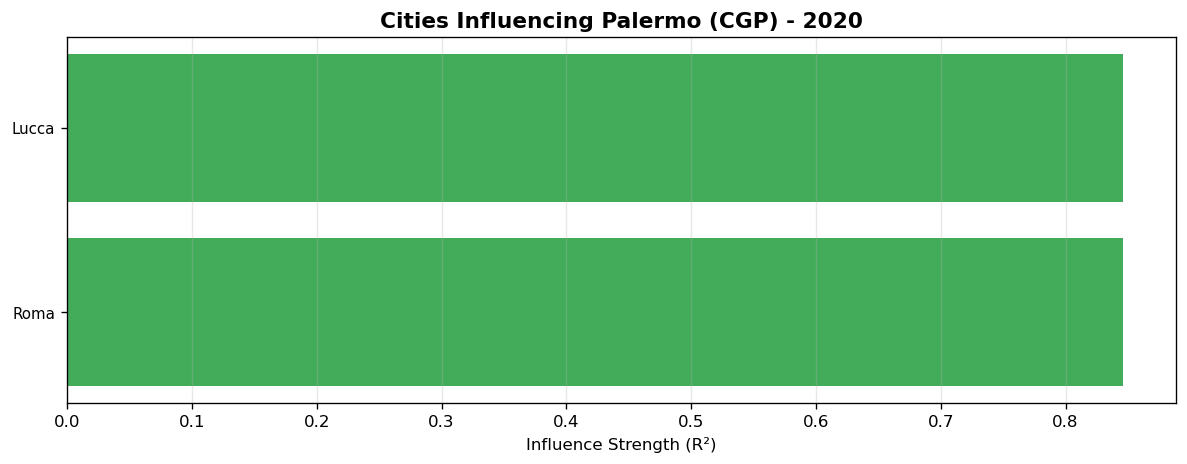 Cities Influencing Palermo (CGP) - 2020
Lucca
Roma
0.0 0.1 0.2 0.3 0.4 0.5 0.6 0.7 0.8
Influence Strength (R²)